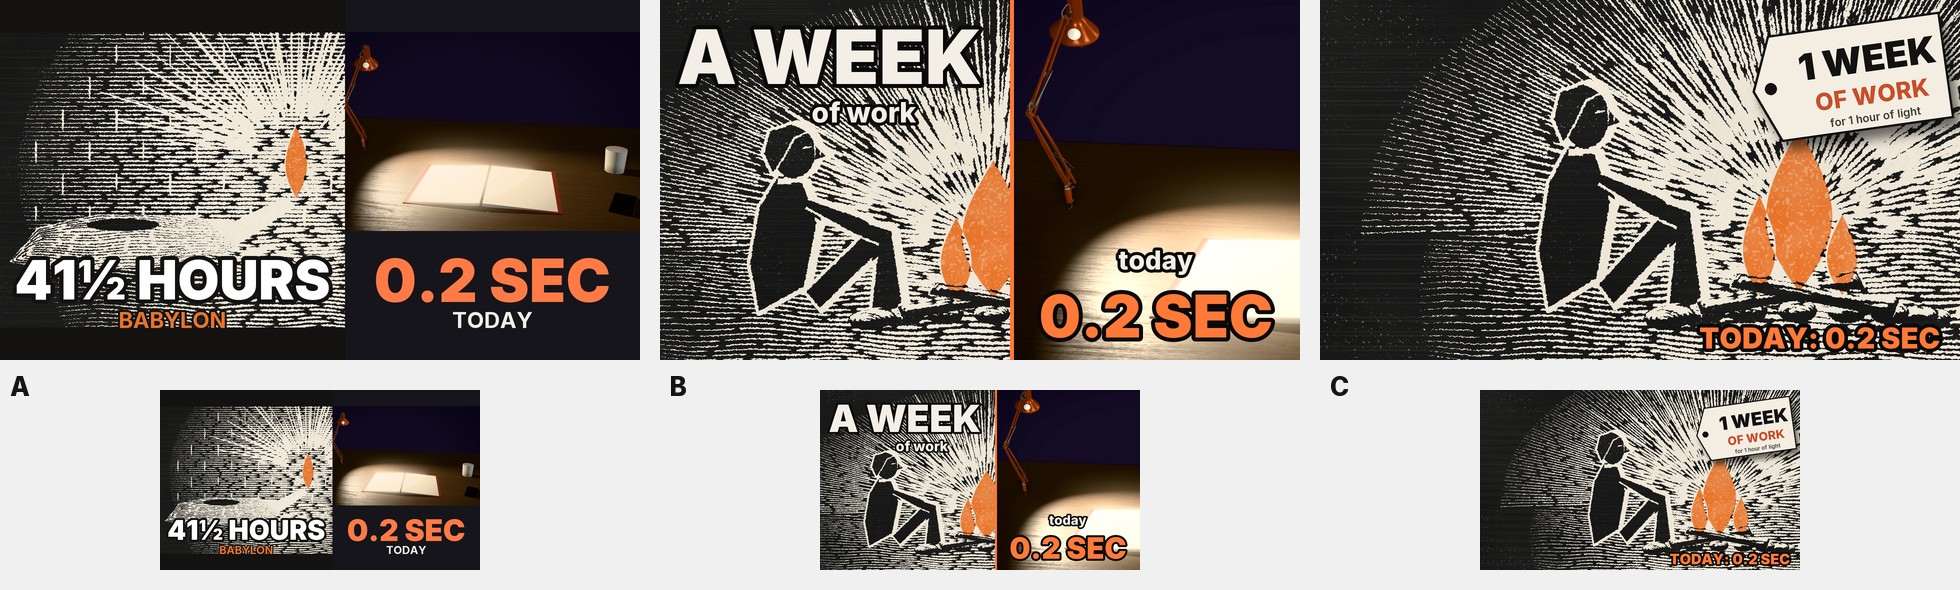 41½ HOURS
BABYLON
0.2 SEC
TODAY
A WEEK
of work
today
0.2 SEC
1 WEEK
OF WORK
for 1 hour of light
TODAY: 0.2 SEC
A
41½ HOURS
BABYLON
0.2 SEC
TODAY
B
A WEEK
of work
today
0.2 SEC
C
1 WEEK
OF WORK
for 1 hour of light
TODAY: 0.2 SEC